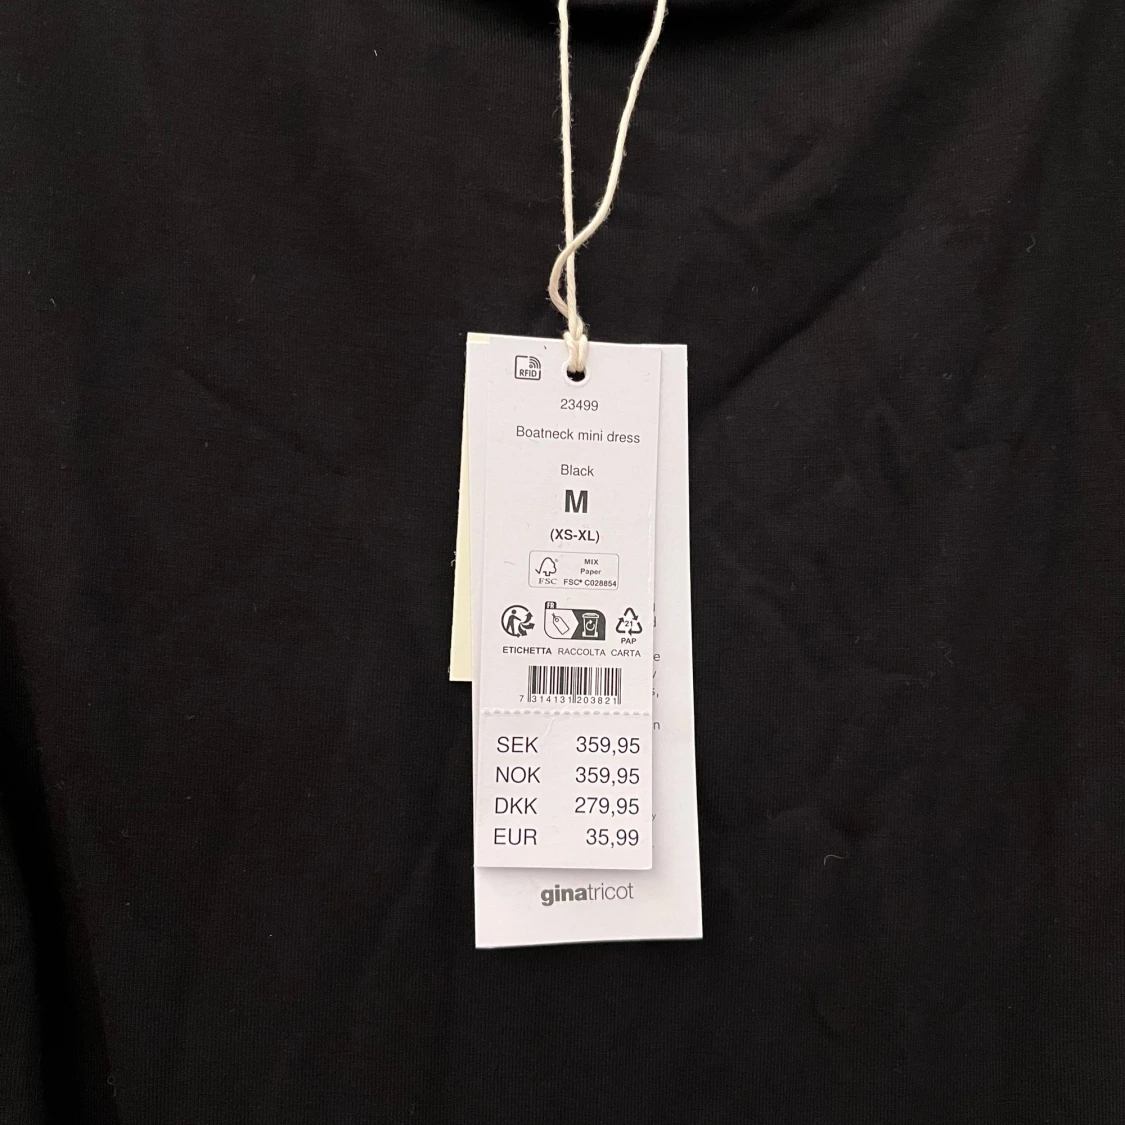 RFID
23499
Boatneck mini dress
Black
M
(XS-XL)
MIX
Paper
FSC FSC® C028854
FR
21
PAP
ETICHETTA RACCOLTA CARTA
7 314131 203821
SEK 359,95
NOK 359,95
DKK 279,95
EUR 35,99
ginatricot